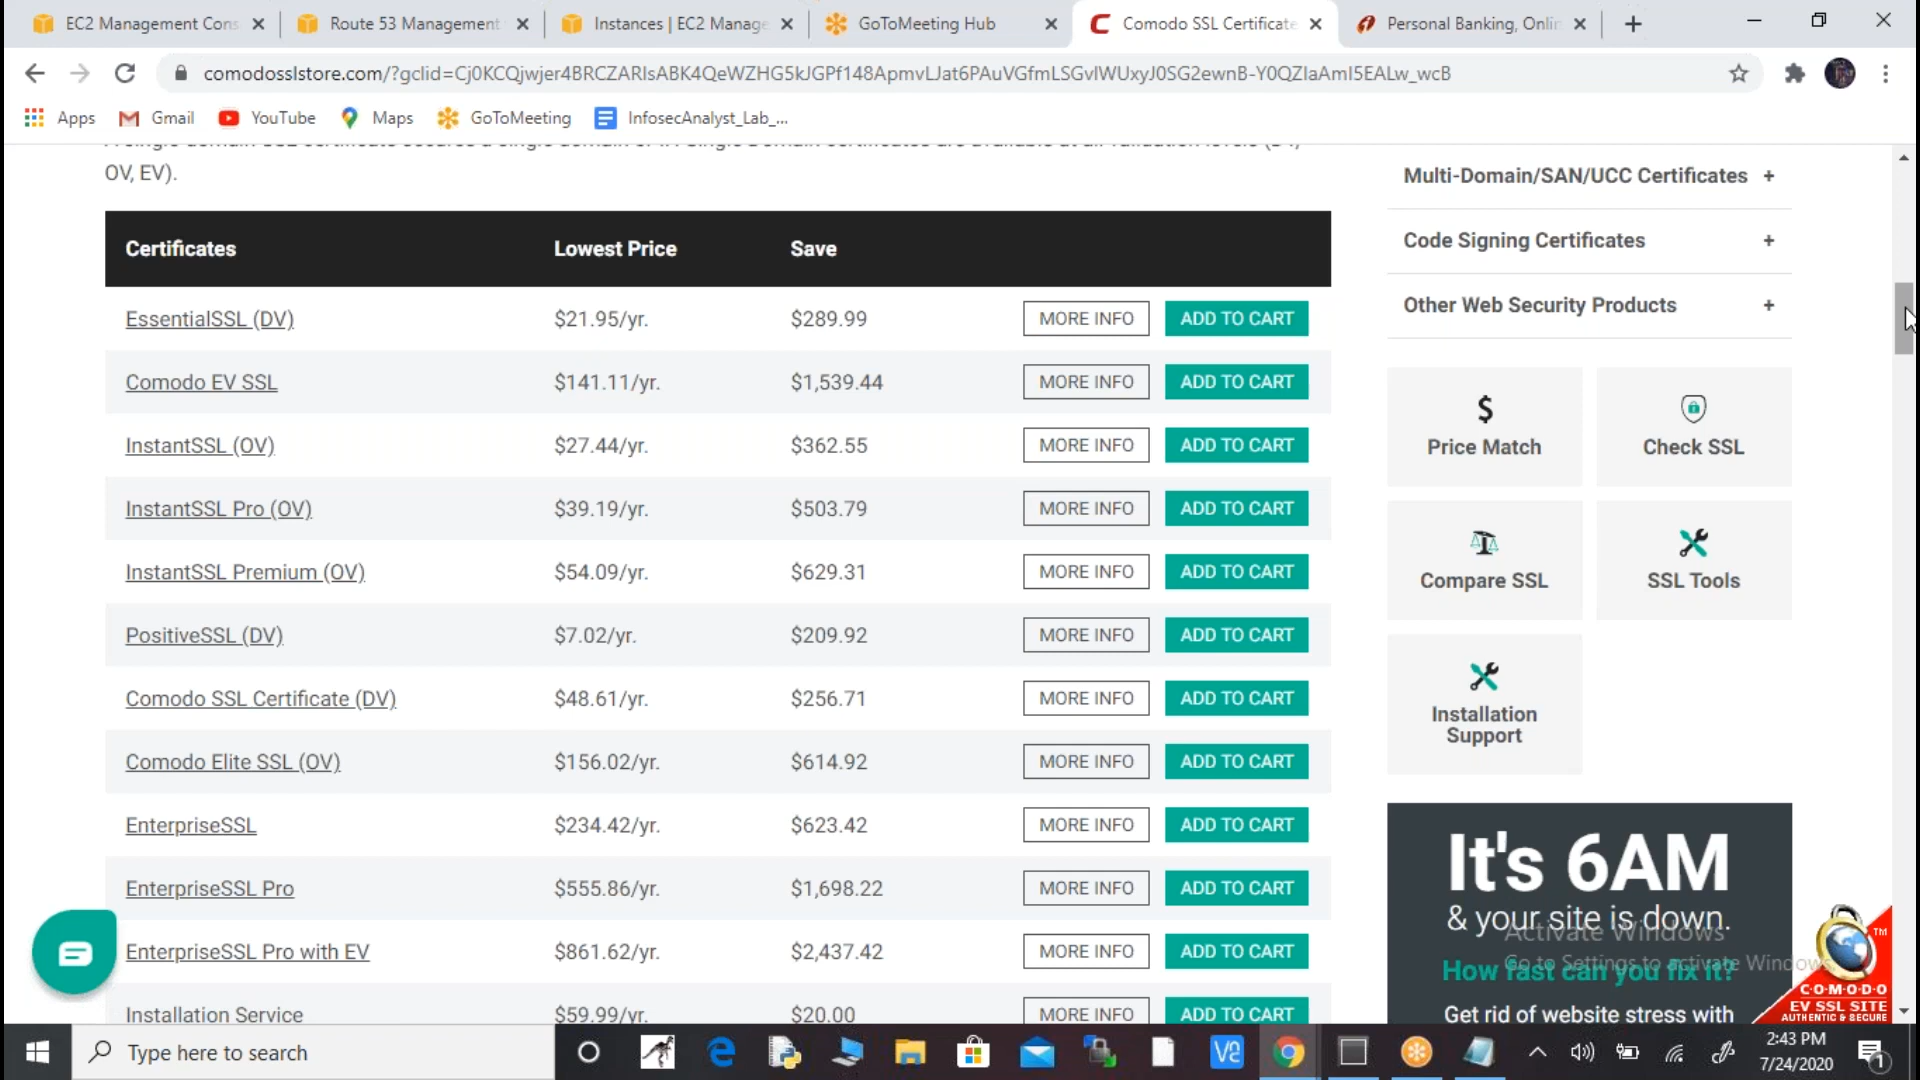 EC2 Management Cons
Route 53 Management
Instances | EC2 Manage
GoToMeeting Hub
Comodo SSL Certificate
Personal Banking, Onlin
comodosslstore.com/?gclid=Cj0KCQjwjer4BRCZARIsABK4QeWZHG5kJGPf148ApmvLJat6PAuVGfmLSGvlWUxyJ0SG2ewnB-Y0QZIaAmI5EALw_wcB
Apps
Gmail
YouTube
Maps
GoToMeeting
InfosecAnalyst_Lab_...
OV, EV).
Certificates Lowest Price Save
EssentialSSL (DV) $21.95/yr. $289.99 MORE INFO ADD TO CART
Comodo EV SSL $141.11/yr. $1,539.44 MORE INFO ADD TO CART
InstantSSL (OV) $27.44/yr. $362.55 MORE INFO ADD TO CART
InstantSSL Pro (OV) $39.19/yr. $503.79 MORE INFO ADD TO CART
InstantSSL Premium (OV) $54.09/yr. $629.31 MORE INFO ADD TO CART
PositiveSSL (DV) $7.02/yr. $209.92 MORE INFO ADD TO CART
Comodo SSL Certificate (DV) $48.61/yr. $256.71 MORE INFO ADD TO CART
Comodo Elite SSL (OV) $156.02/yr. $614.92 MORE INFO ADD TO CART
EnterpriseSSL $234.42/yr. $623.42 MORE INFO ADD TO CART
EnterpriseSSL Pro $555.86/yr. $1,698.22 MORE INFO ADD TO CART
EnterpriseSSL Pro with EV $861.62/yr. $2,437.42 MORE INFO ADD TO CART
Installation Service $59.99/yr. $20.00 MORE INFO ADD TO CART
Multi-Domain/SAN/UCC Certificates +
Code Signing Certificates +
Other Web Security Products +
$
Price Match
Check SSL
Compare SSL
SSL Tools
Installation
Support
It's 6AM
& your site is down.
Activate Windows
How fast can you fix it?
Go to Settings to activate Windows.
Get rid of website stress with
TM
C·O·M·O·D·O
EV SSL SITE
AUTHENTIC & SECURE
Type here to search
2:43 PM
7/24/2020
1